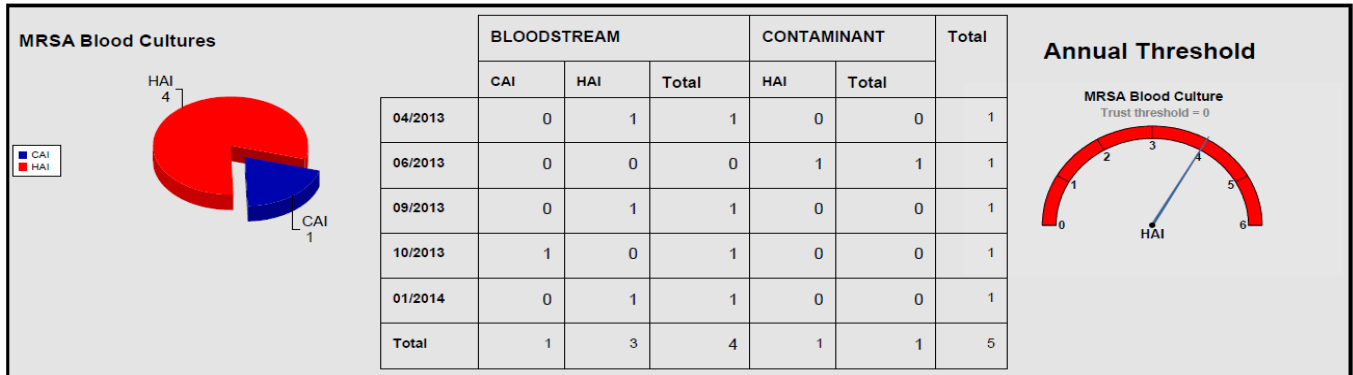 MRSA Blood Cultures
HAI
4
CAI
HAI
CAI
1
BLOODSTREAM CONTAMINANT Total
CAI HAI Total HAI Total
04/2013 0 1 1 0 0 1
06/2013 0 0 0 1 1 1
09/2013 0 1 1 0 0 1
10/2013 1 0 1 0 0 1
01/2014 0 1 1 0 0 1
Total 1 3 4 1 1 5
Annual Threshold
MRSA Blood Culture
Trust threshold = 0
0 1 2 3 4 5 6
HAI